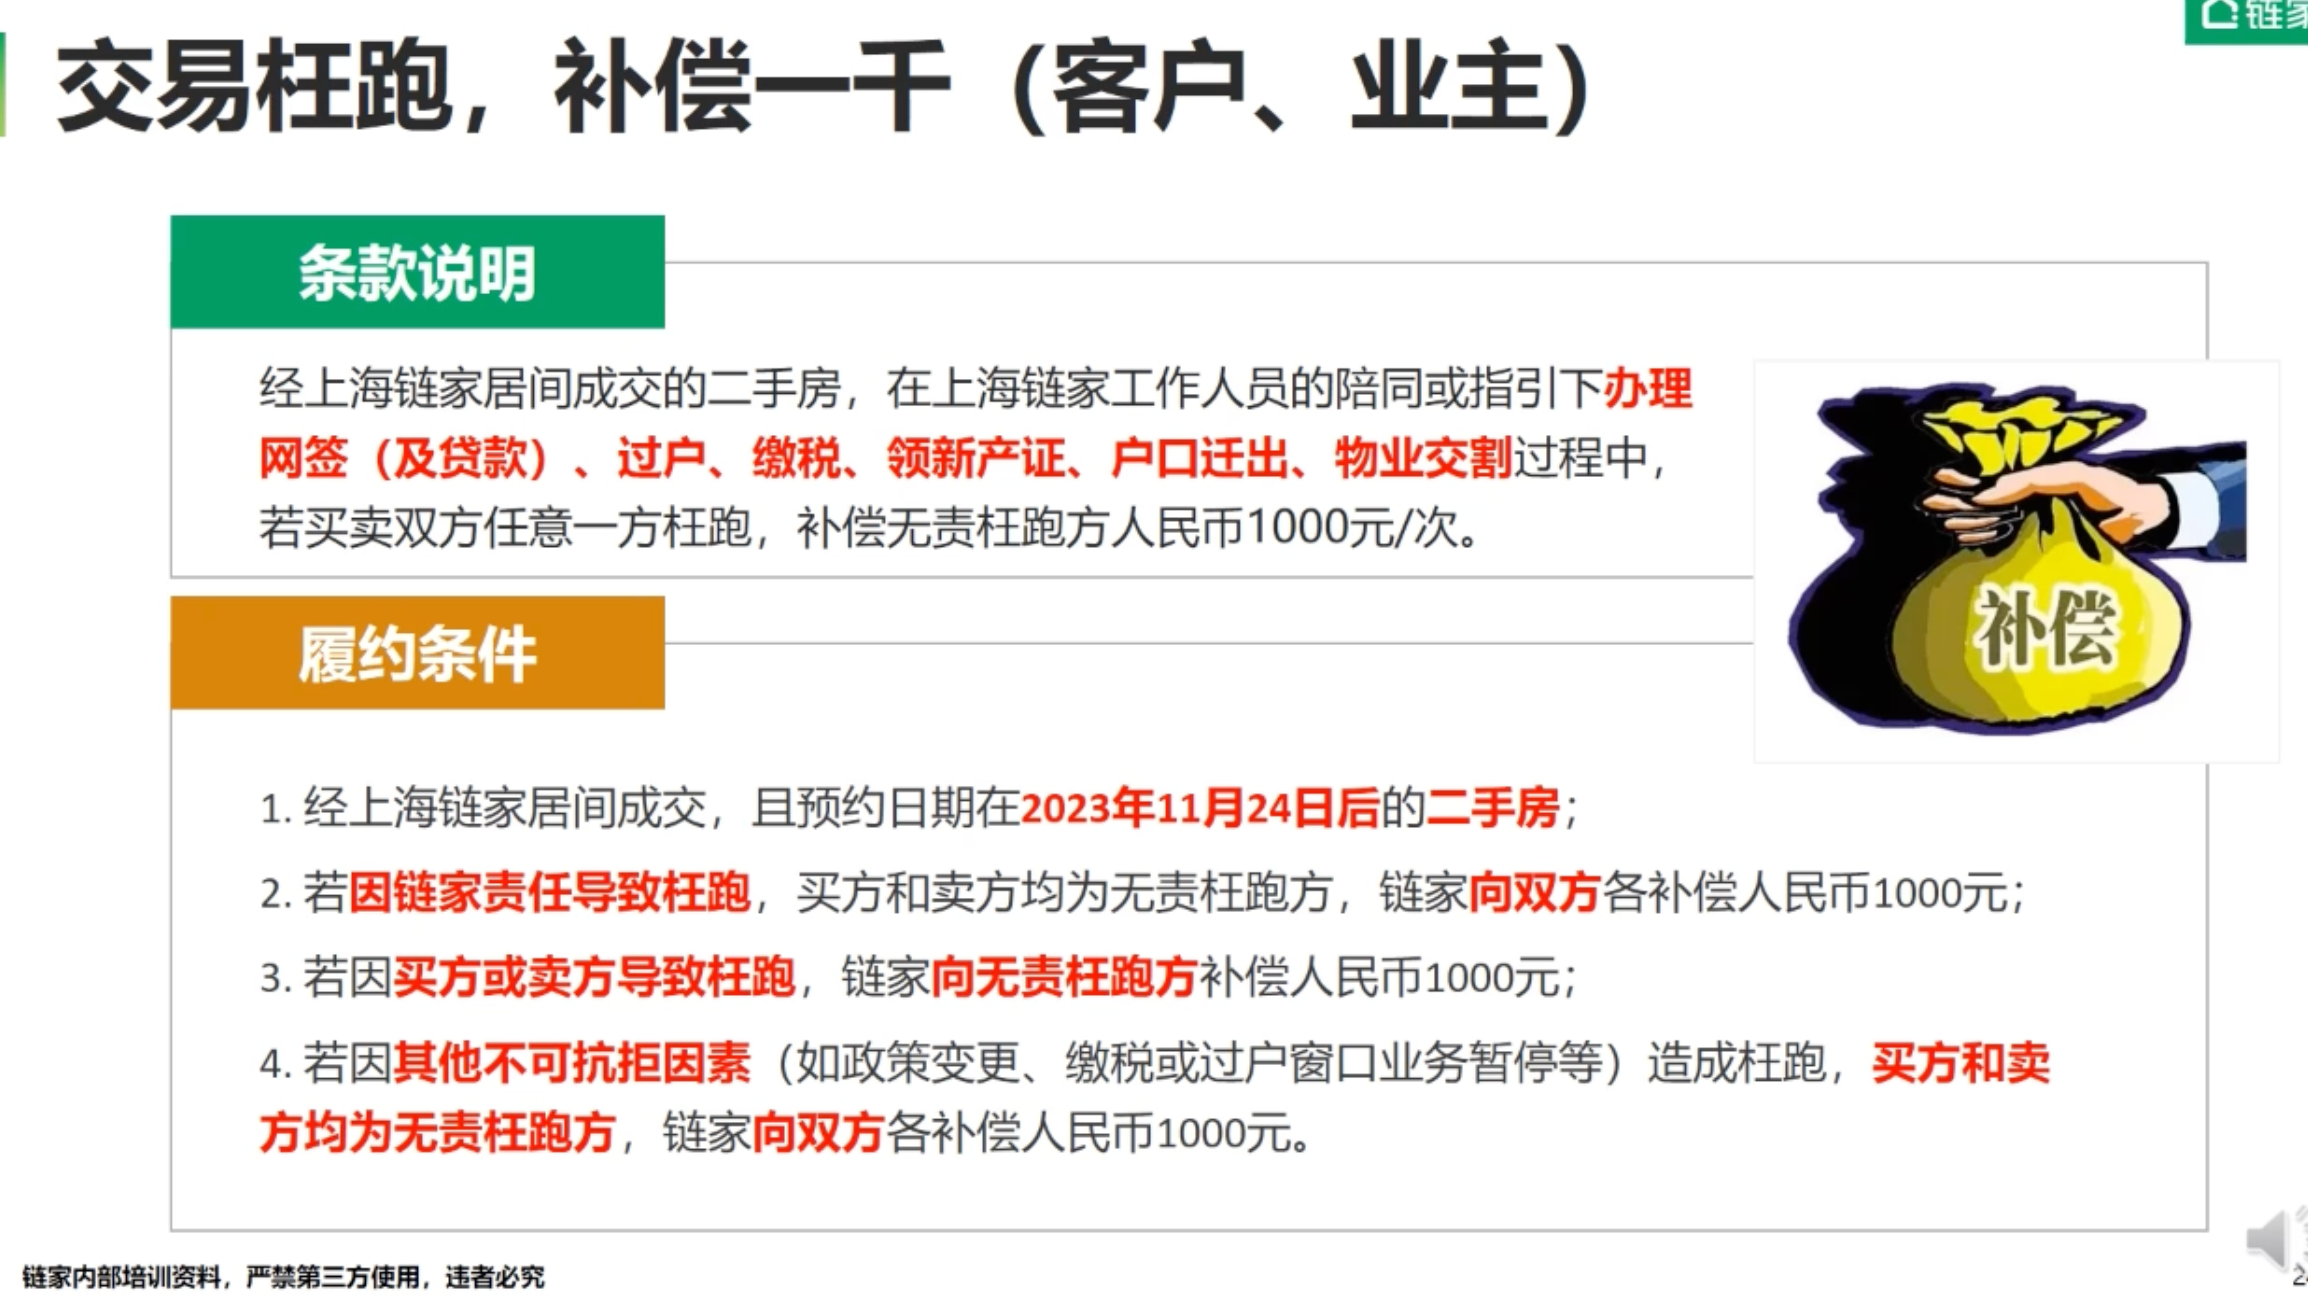 链家
交易枉跑，补偿一千（客户、业主）
条款说明
经上海链家居间成交的二手房，在上海链家工作人员的陪同或指引下办理
网签（及贷款）、过户、缴税、领新产证、户口迁出、物业交割过程中，
若买卖双方任意一方枉跑，补偿无责枉跑方人民币1000元/次。
补偿
履约条件
1. 经上海链家居间成交，且预约日期在2023年11月24日后的二手房；
2. 若因链家责任导致枉跑，买方和卖方均为无责枉跑方，链家向双方各补偿人民币1000元；
3. 若因买方或卖方导致枉跑，链家向无责枉跑方补偿人民币1000元；
4. 若因其他不可抗拒因素（如政策变更、缴税或过户窗口业务暂停等）造成枉跑，买方和卖
方均为无责枉跑方，链家向双方各补偿人民币1000元。
链家内部培训资料，严禁第三方使用，违者必究